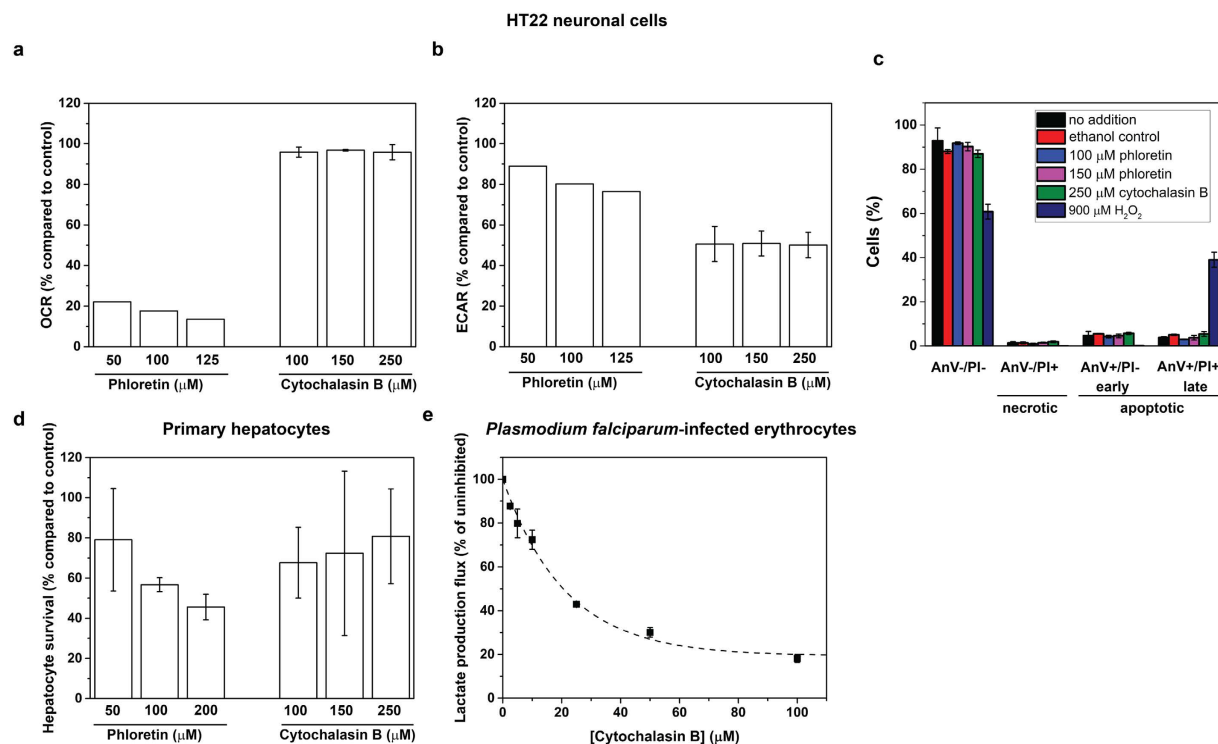 HT22 neuronal cells
a
OCR (% compared to control)
120
100
80
60
40
20
0
50 100 125
Phloretin (μM)
100 150 250
Cytochalasin B (μM)
b
ECAR (% compared to control)
120
100
80
60
40
20
0
50 100 125
Phloretin (μM)
100 150 250
Cytochalasin B (μM)
c
Cells (%)
100
80
60
40
20
0
no addition
ethanol control
100 μM phloretin
150 μM phloretin
250 μM cytochalasin B
900 μM H₂O₂
AnV-/PI- AnV-/PI+ AnV+/PI- AnV+/PI+
early late
necrotic apoptotic
d
Primary hepatocytes
Hepatocyte survival (% compared to control)
120
100
80
60
40
20
0
50 100 200
Phloretin (μM)
100 150 250
Cytochalasin B (μM)
e
Plasmodium falciparum-infected erythrocytes
Lactate production flux (% of uninhibited)
100
80
60
40
20
0
0 20 40 60 80 100
[Cytochalasin B] (μM)